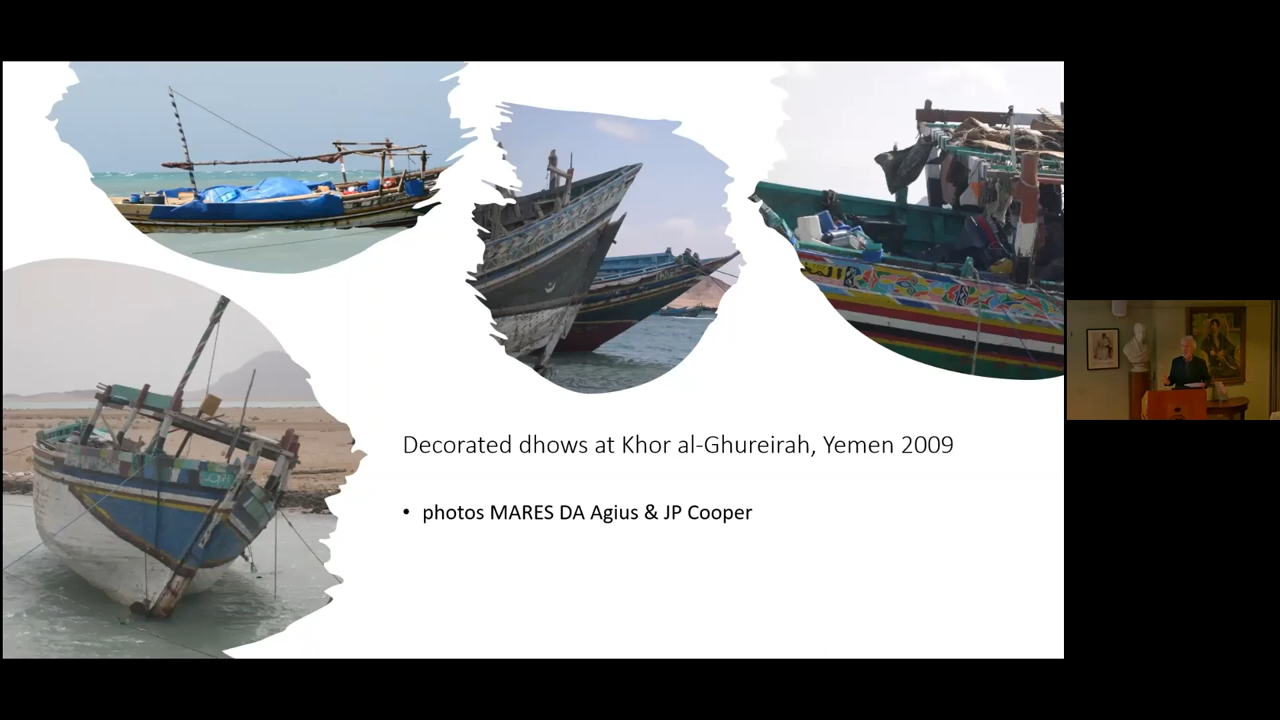 Decorated dhows at Khor al-Ghureirah, Yemen 2009
• photos MARES DA Agius & JP Cooper